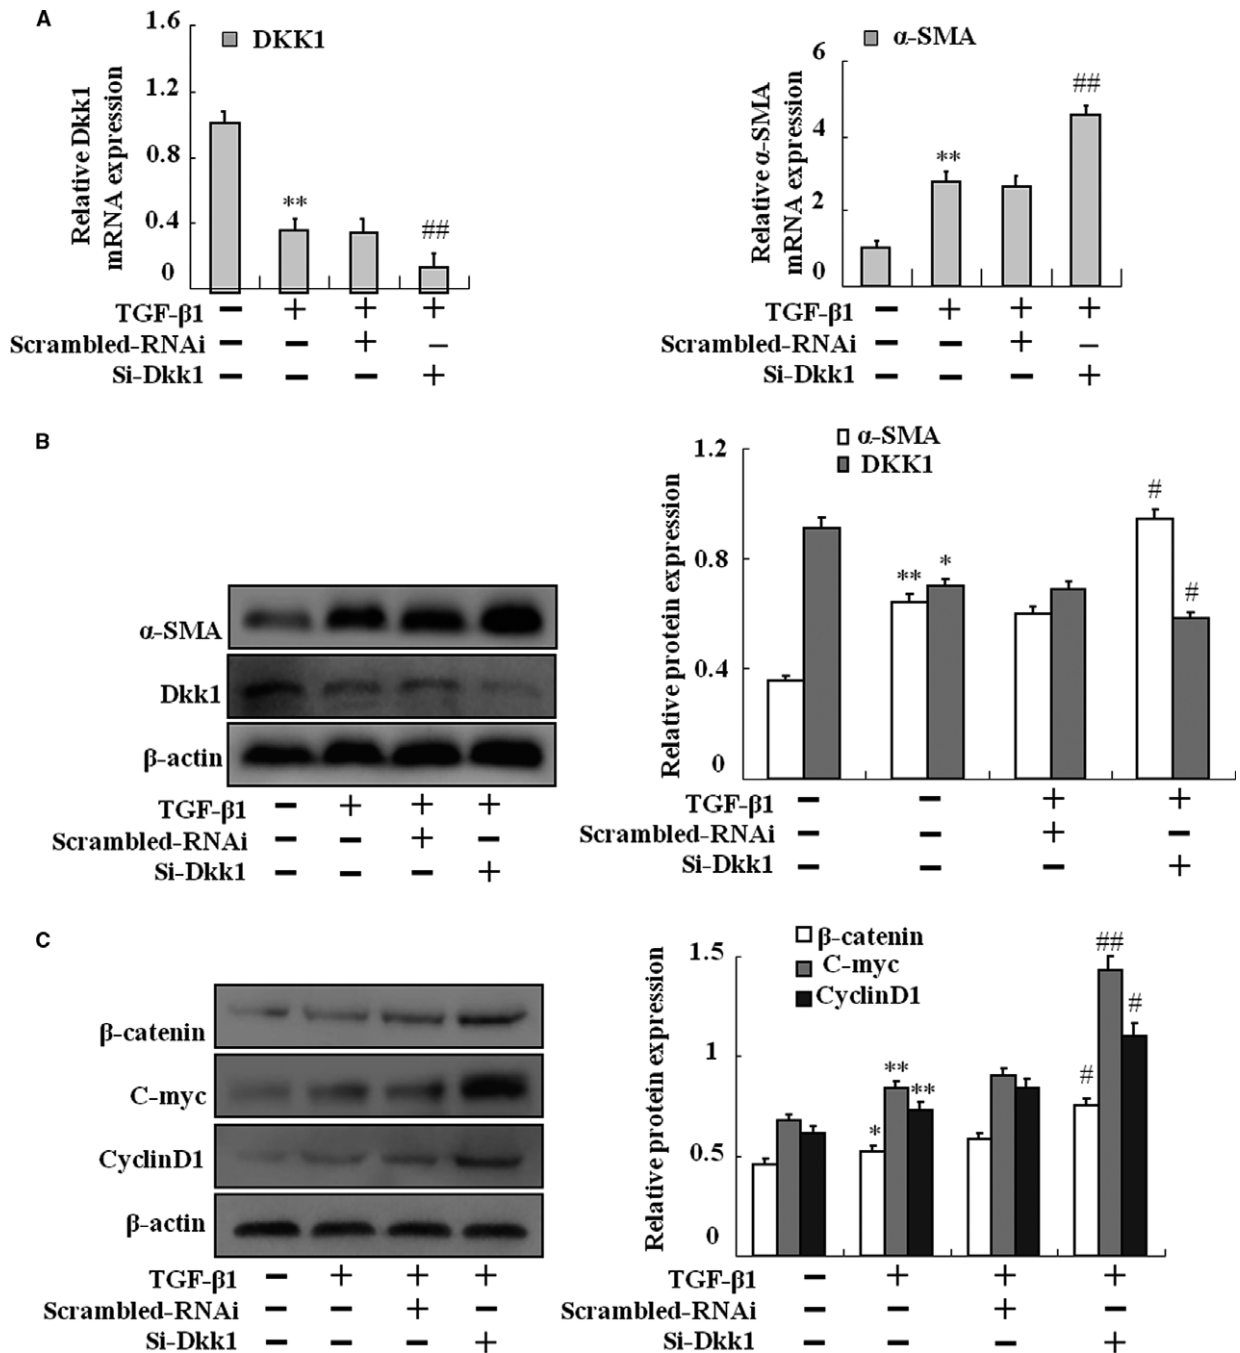 A
1.6
1.2
0.8
0.4
0
Relative Dkk1
mRNA expression
DKK1
**
##
TGF-β1 − + + +
Scrambled-RNAi − − + −
Si-Dkk1 − − − +
6
4
2
0
Relative α-SMA
mRNA expression
α-SMA
**
##
TGF-β1 − + + +
Scrambled-RNAi − − + −
Si-Dkk1 − − − +
B
α-SMA
Dkk1
β-actin
TGF-β1 − + + +
Scrambled-RNAi − − + −
Si-Dkk1 − − − +
1.2
0.8
0.4
0
Relative protein expression
α-SMA
DKK1
** *
# #
TGF-β1 − − + +
Scrambled-RNAi − − + −
Si-Dkk1 − − − +
C
β-catenin
C-myc
CyclinD1
β-actin
TGF-β1 − + + +
Scrambled-RNAi − − + −
Si-Dkk1 − − − +
1.5
1
0.5
0
Relative protein expression
β-catenin
C-myc
CyclinD1
* ** **
# ## #
TGF-β1 − + + +
Scrambled-RNAi − − + −
Si-Dkk1 − − − +